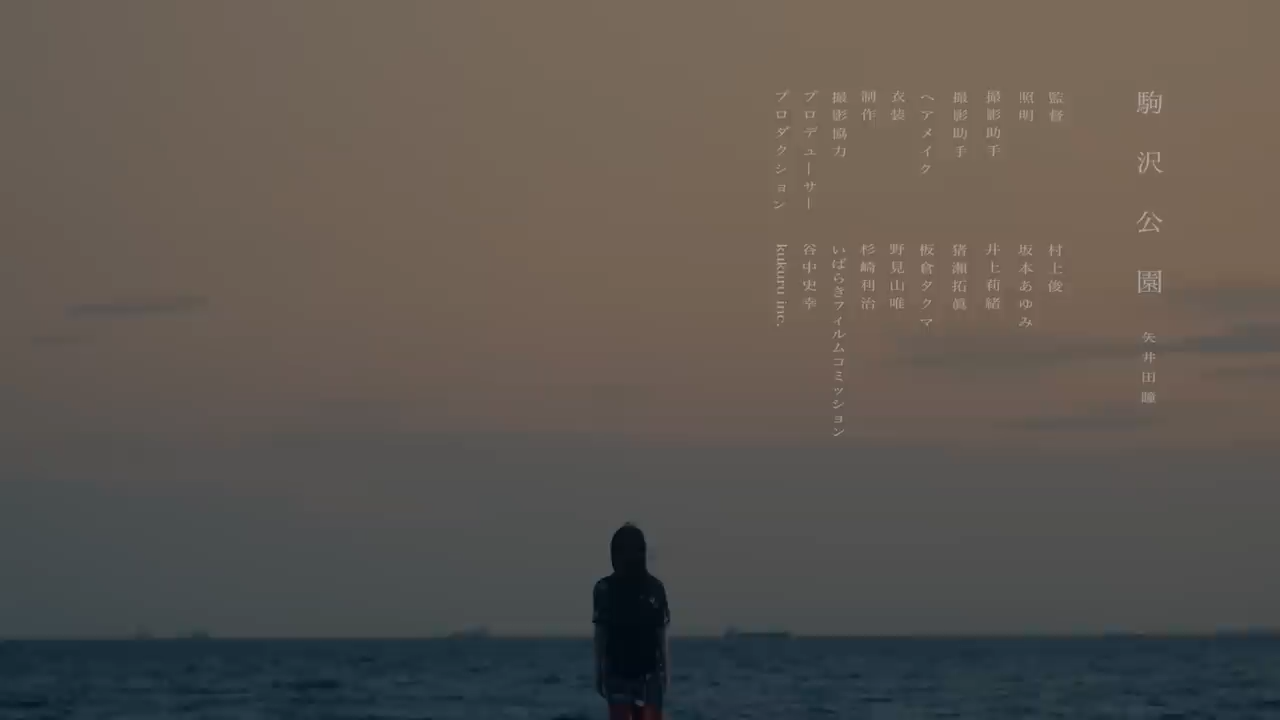 駒沢公園 矢井田瞳
監督 村上俊
照明 坂本あゆみ
撮影助手 井上莉緒
撮影助手 猪瀬拓眞
ヘアメイク 板倉タクマ
衣装 野見山唯
制作 杉崎利治
撮影協力 いばらきフィルムコミッション
プロデューサー 谷中史幸
プロダクション kukuru inc.